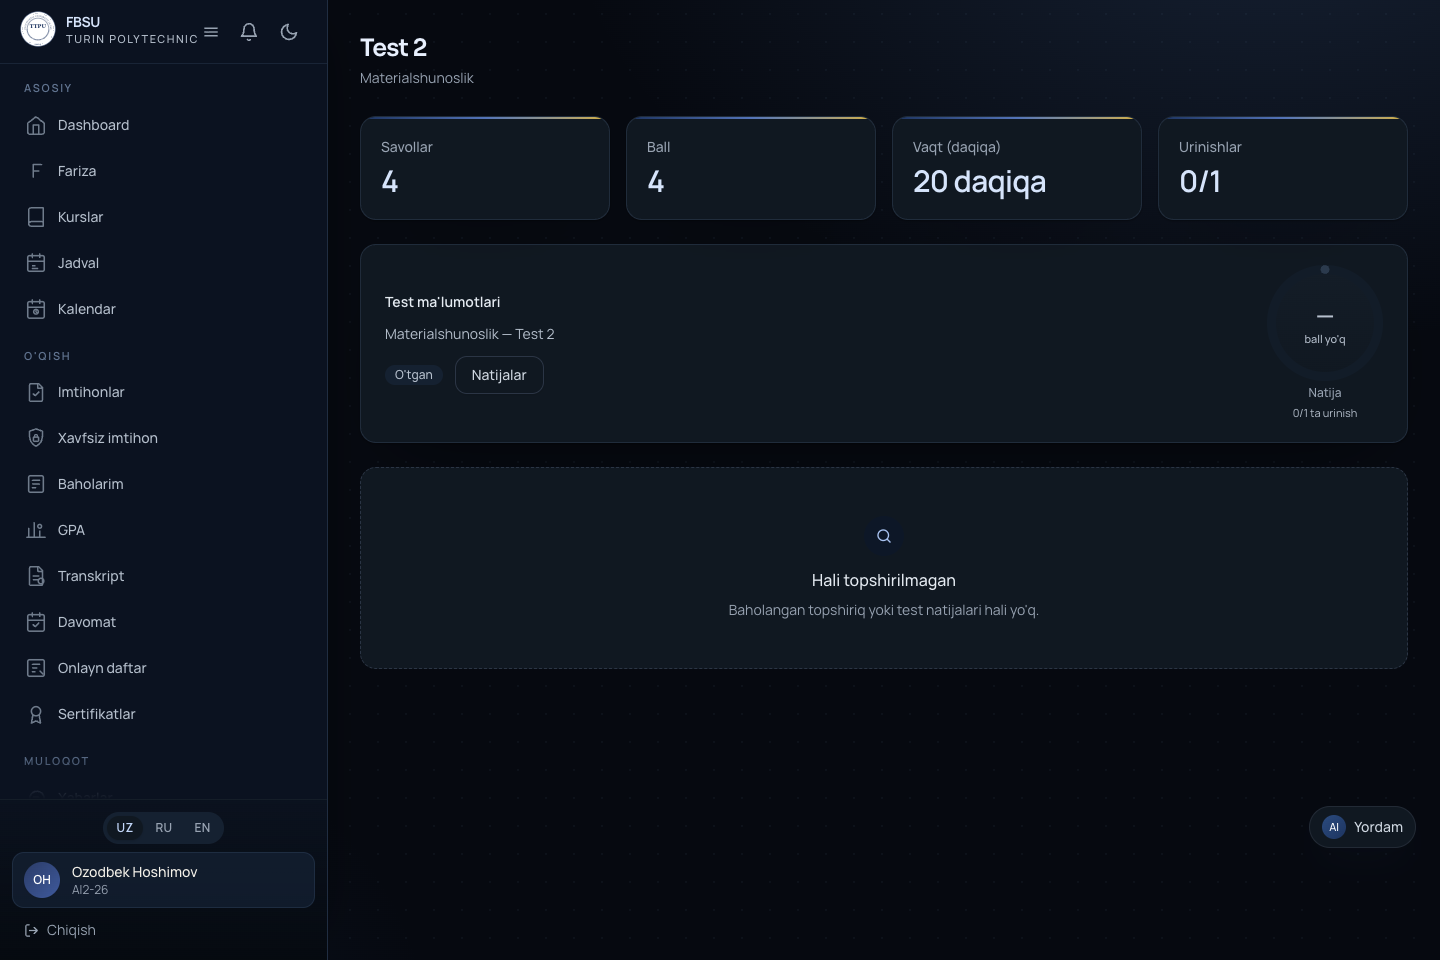 TTPU
FBSU
TURIN POLYTECHNIC
ASOSIY
Dashboard
F Fariza
Kurslar
Jadval
Kalendar
O'QISH
Imtihonlar
Xavfsiz imtihon
Baholarim
GPA
Transkript
Davomat
Onlayn daftar
Sertifikatlar
MULOQOT
UZ RU EN
OH
Ozodbek Hoshimov
AI2-26
Chiqish
Test 2
Materialshunoslik
Savollar
4
Ball
4
Vaqt (daqiqa)
20 daqiqa
Urinishlar
0/1
Test ma'lumotlari
Materialshunoslik — Test 2
O'tgan
Natijalar
—
ball yo'q
Natija
0/1 ta urinish
Hali topshirilmagan
Baholangan topshiriq yoki test natijalari hali yo'q.
AI Yordam